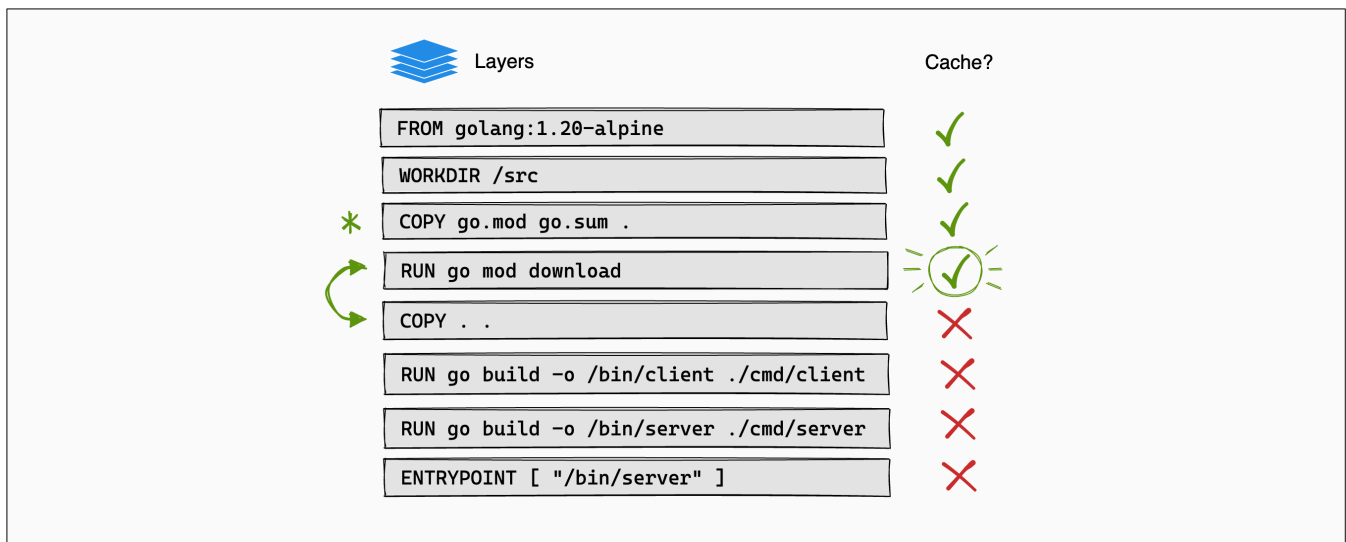 Layers
Cache?
FROM golang:1.20-alpine
WORKDIR /src
* COPY go.mod go.sum .
RUN go mod download
COPY . .
RUN go build -o /bin/client ./cmd/client
RUN go build -o /bin/server ./cmd/server
ENTRYPOINT [ "/bin/server" ]